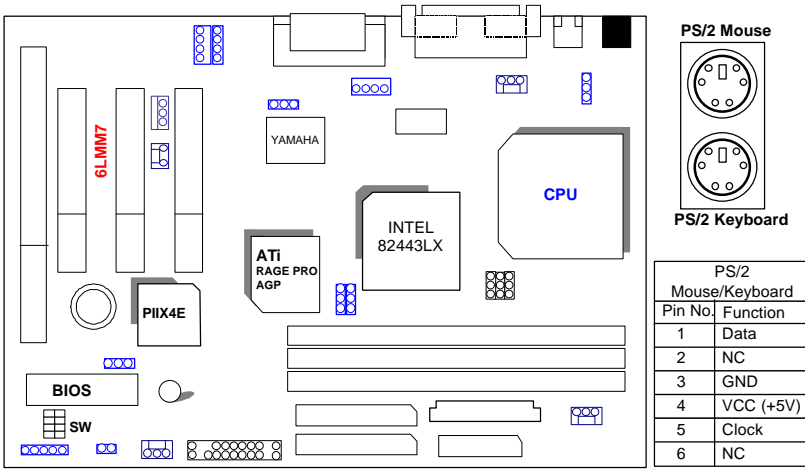 PS/2 Mouse
PS/2 Keyboard
6LMM7
YAMAHA
CPU
INTEL
82443LX
ATi
RAGE PRO
AGP
PIIX4E
BIOS
SW
PS/2
Mouse/Keyboard
Pin No. Function
1 Data
2 NC
3 GND
4 VCC (+5V)
5 Clock
6 NC